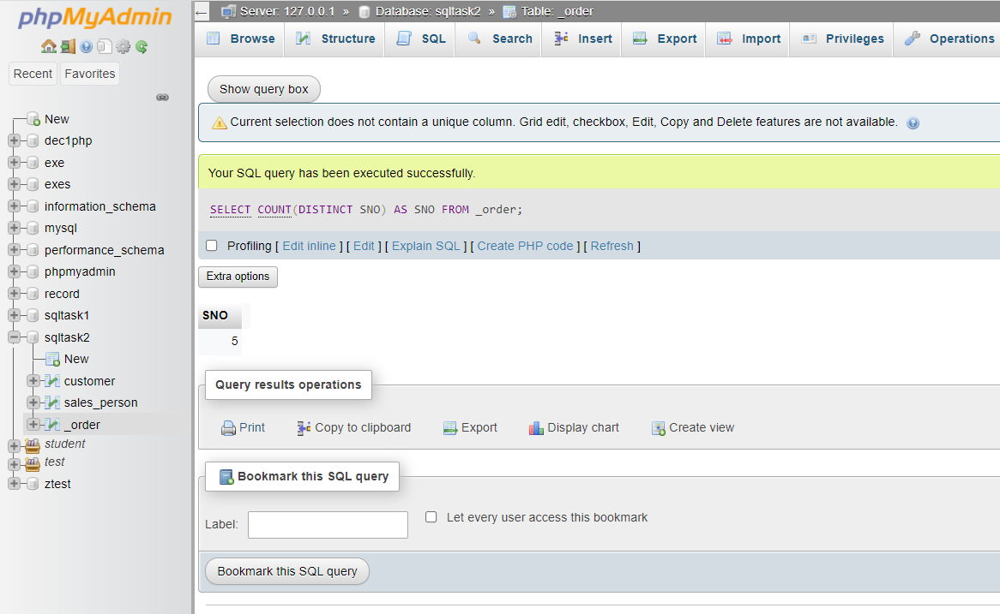 phpMyAdmin
Recent
Favorites
New
dec1php
exe
exes
information_schema
mysql
performance_schema
phpmyadmin
record
sqltask1
sqltask2
New
customer
sales_person
_order
student
test
ztest
Server: 127.0.0.1 » Database: sqltask2 » Table: _order
Browse Structure SQL Search Insert Export Import Privileges Operations
Show query box
Current selection does not contain a unique column. Grid edit, checkbox, Edit, Copy and Delete features are not available.
Your SQL query has been executed successfully.
SELECT COUNT(DISTINCT SNO) AS SNO FROM _order;
Profiling [ Edit inline ] [ Edit ] [ Explain SQL ] [ Create PHP code ] [ Refresh ]
Extra options
SNO
5
Query results operations
Print Copy to clipboard Export Display chart Create view
Bookmark this SQL query
Label: Let every user access this bookmark
Bookmark this SQL query